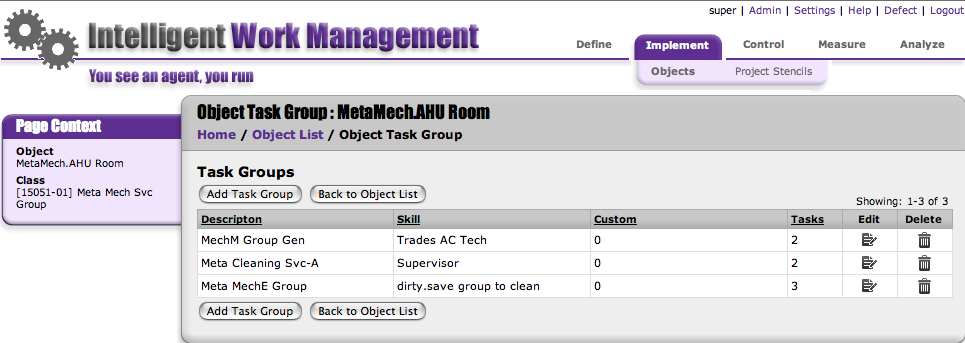 super | Admin | Settings | Help | Defect | Logout
Intelligent Work Management
You see an agent, you run
Define Implement Control Measure Analyze
Objects Project Stencils
Page Context
Object
MetaMech.AHU Room
Class
[15051-01] Meta Mech Svc
Group
Object Task Group : MetaMech.AHU Room
Home / Object List / Object Task Group
Task Groups
Add Task Group Back to Object List
Showing: 1-3 of 3
Descripton Skill Custom Tasks Edit Delete
MechM Group Gen Trades AC Tech 0 2
Meta Cleaning Svc-A Supervisor 0 2
Meta MechE Group dirty.save group to clean 0 3
Add Task Group Back to Object List